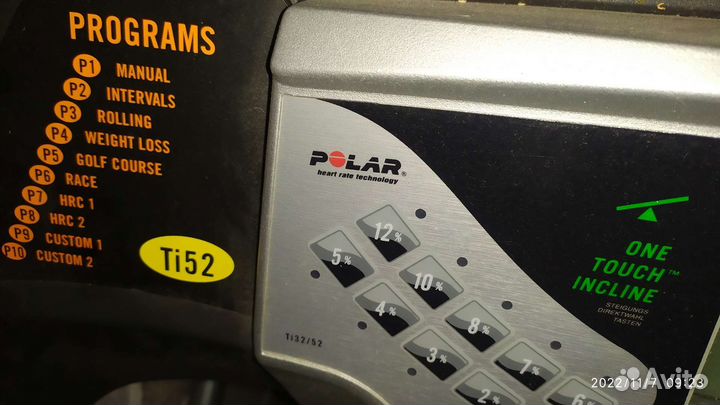 PROGRAMS
P1 MANUAL
P2 INTERVALS
P3 ROLLING
P4 WEIGHT LOSS
P5 GOLF COURSE
P6 RACE
P7 HRC 1
P8 HRC 2
P9 CUSTOM 1
P10 CUSTOM 2
Ti52
POLAR®
heart rate technology
12%
5%
10%
4%
8%
3%
7%
2%
6%
Ti32/52
ONE
TOUCH™
INCLINE
STEIGUNGS
DIREKTWAHL
TASTEN
Avito
2022/11/7 09:23